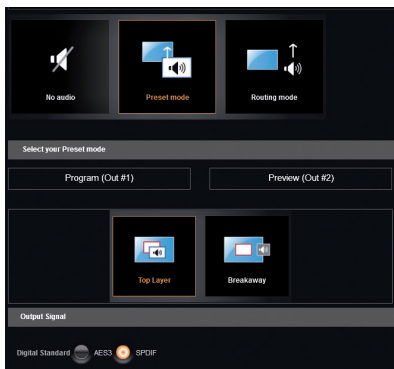 No audio Preset mode Routing mode
Select your Preset mode
Program (Out #1) Preview (Out #2)
Top Layer Breakaway
Output Signal
Digital Standard AES3 SPDIF